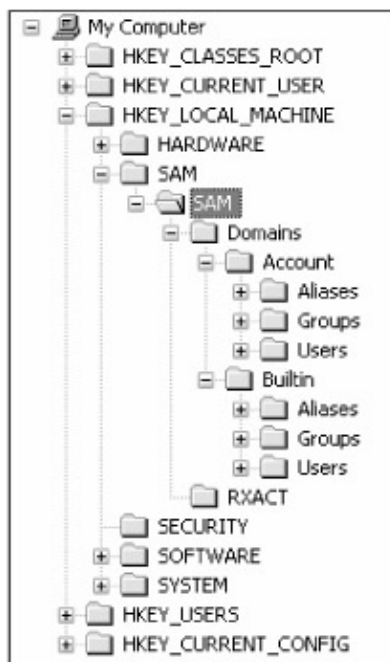 My Computer
HKEY_CLASSES_ROOT
HKEY_CURRENT_USER
HKEY_LOCAL_MACHINE
HARDWARE
SAM
SAM
Domains
Account
Aliases
Groups
Users
Builtin
Aliases
Groups
Users
RXACT
SECURITY
SOFTWARE
SYSTEM
HKEY_USERS
HKEY_CURRENT_CONFIG